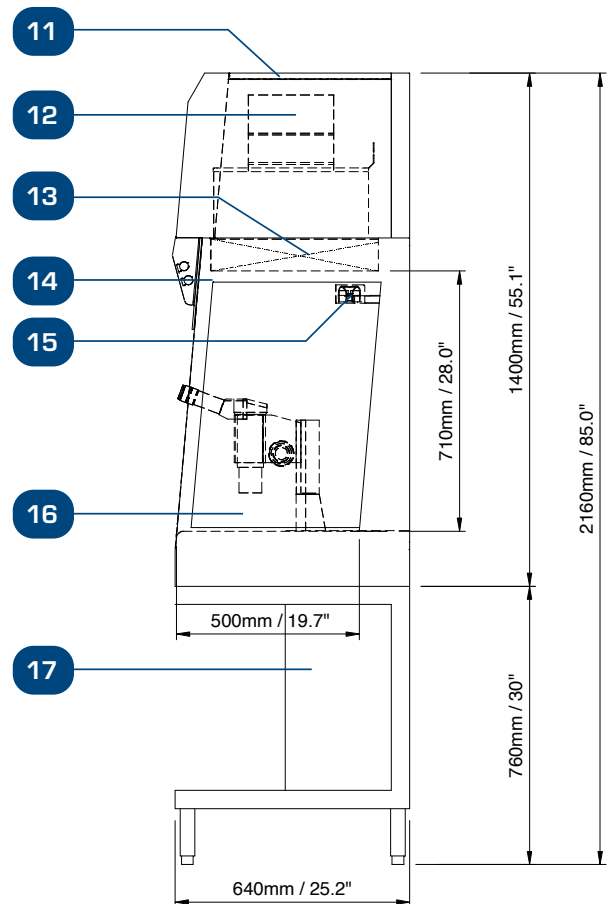 11
12
13
14
15
16
17
710mm / 28.0"
1400mm / 55.1"
2160mm / 85.0"
500mm / 19.7"
760mm / 30"
640mm / 25.2"